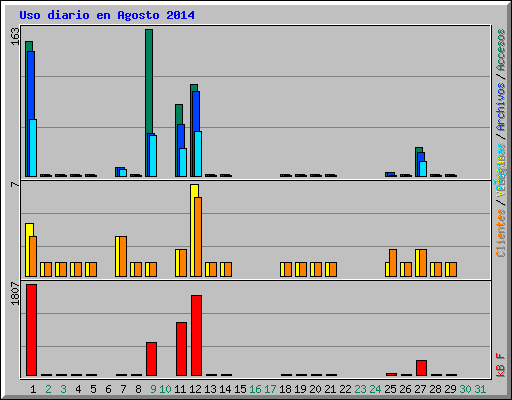 Uso diario en Agosto 2014
163
7
1807
Accesos
/
Archivos
/
Clientes
/
kB F
1 2 3 4 5 6 7 8 9 10 11 12 13 14 15 16 17 18 19 20 21 22 23 24 25 26 27 28 29 30 31